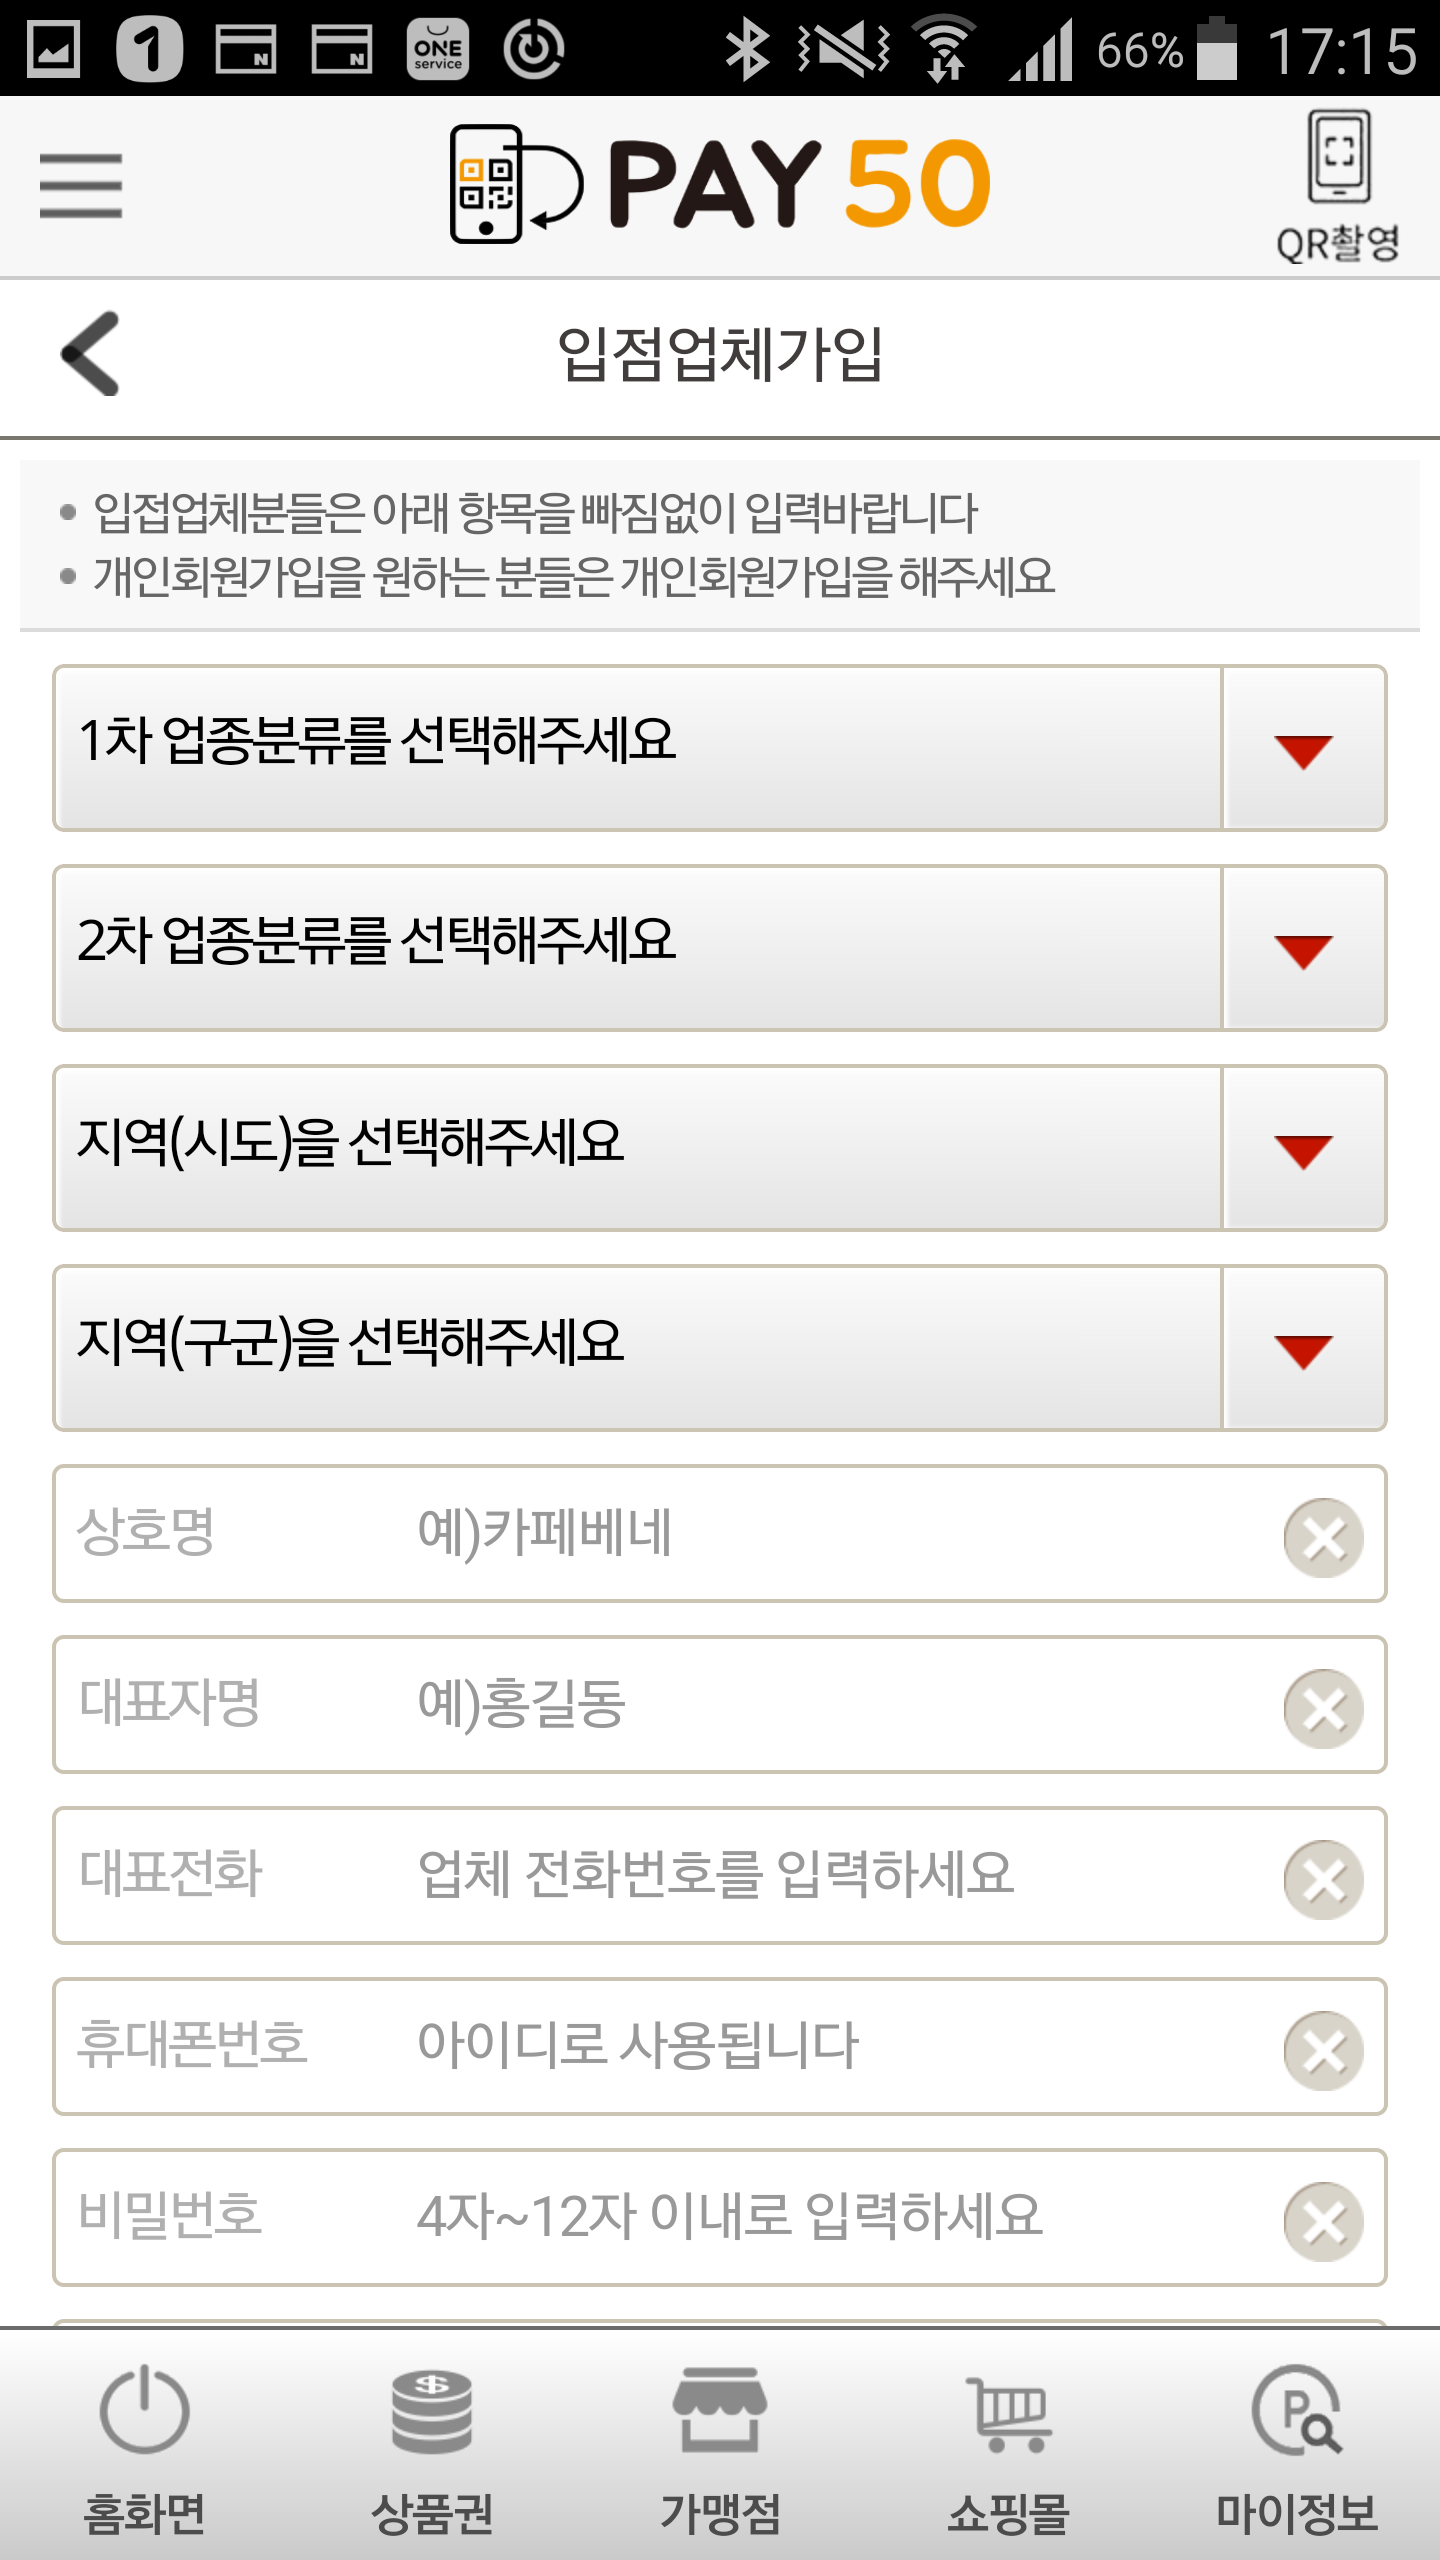 ONE
service
66%
17:15
PAY 50
QR촬영
입점업체가입
입접업체분들은 아래 항목을 빠짐없이 입력바랍니다
개인회원가입을 원하는 분들은 개인회원가입을 해주세요
1차 업종분류를 선택해주세요
2차 업종분류를 선택해주세요
지역(시도)을 선택해주세요
지역(구군)을 선택해주세요
상호명 예)카페베네
대표자명 예)홍길동
대표전화 업체 전화번호를 입력하세요
휴대폰번호 아이디로 사용됩니다
비밀번호 4자~12자 이내로 입력하세요
홈화면 상품권 가맹점 쇼핑몰 마이정보